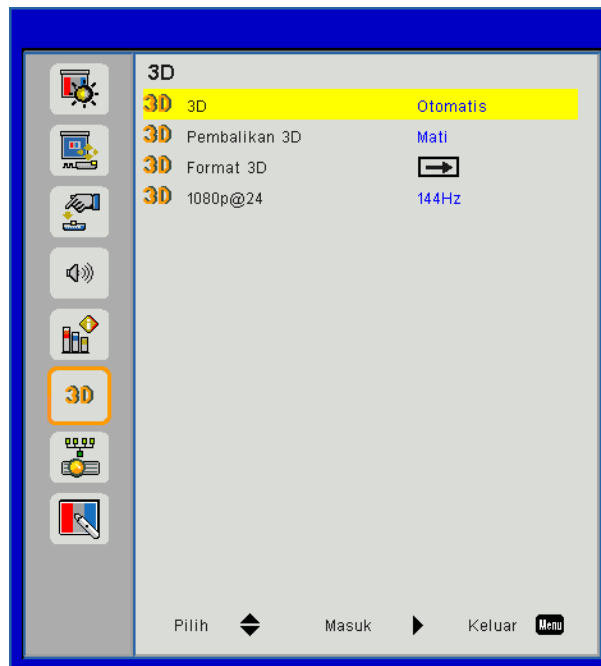 3D
3D 3D Otomatis
3D Pembalikan 3D Mati
3D Format 3D
3D 1080p@24 144Hz
3D
Pilih Masuk Keluar Menu